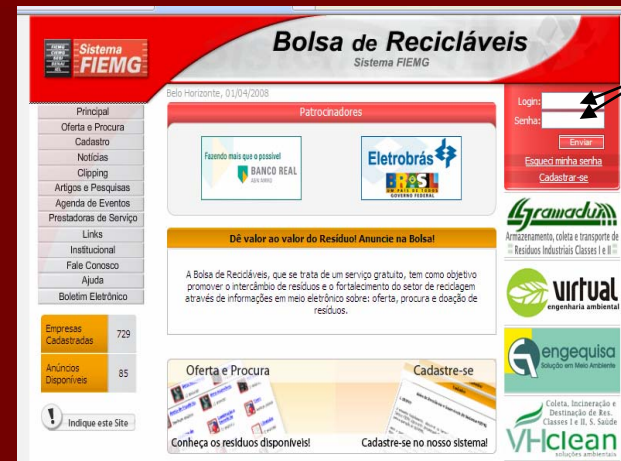 Sistema
FIEMG
Bolsa de Recicláveis
Sistema FIEMG
Belo Horizonte, 01/04/2008
Principal
Oferta e Procura
Cadastro
Notícias
Clipping
Artigos e Pesquisas
Agenda de Eventos
Prestadoras de Serviço
Links
Institucional
Fale Conosco
Ajuda
Boletim Eletrônico
Empresas
Cadastradas
729
Anúncios
Disponíveis
85
Indique este Site
Patrocinadores
Fazendo mais que o possível
BANCO REAL
ABN AMRO
Eletrobrás
BRASIL
UM PAÍS DE TODOS
GOVERNO FEDERAL
Dê valor ao valor do Resíduo! Anuncie na Bolsa!
A Bolsa de Recicláveis, que se trata de um serviço gratuito, tem como objetivo
promover o intercâmbio de resíduos e o fortalecimento do setor de reciclagem
através de informações em meio eletrônico sobre: oferta, procura e doação de
resíduos.
Oferta e Procura
Conheça os resíduos disponíveis!
Cadastre-se
Cadastre-se no nosso sistema!
Login:
Senha:
Enviar
Esqueci minha senha
Cadastrar-se
Gramadum
Armazenamento, coleta e transporte de
Resíduos Industriais Classes I e II
virtual
engenharia ambiental
engequisa
Solução em Meio Ambiente
Coleta, Incineração e
Destinação de Res.
Classes I e II, S. Saúde
VHclean
soluções ambientais